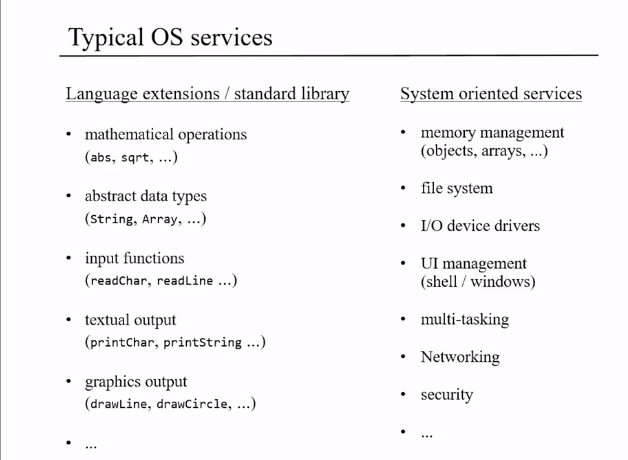 Typical OS services
Language extensions / standard library
• mathematical operations
(abs, sqrt, ...)
• abstract data types
(String, Array, ...)
• input functions
(readChar, readLine ...)
• textual output
(printChar, printString ...)
• graphics output
(drawLine, drawCircle, ...)
• ...
System oriented services
• memory management
(objects, arrays, ...)
• file system
• I/O device drivers
• UI management
(shell / windows)
• multi-tasking
• Networking
• security
• ...